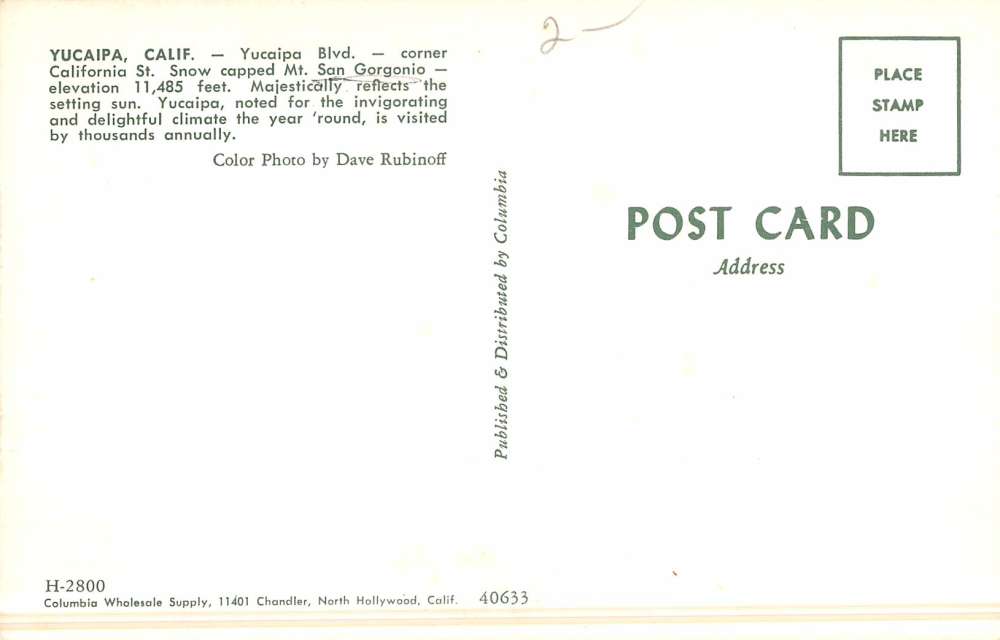 2-
YUCAIPA, CALIF. — Yucaipa Blvd. — corner
California St. Snow capped Mt. San Gorgonio —
elevation 11,485 feet. Majestically reflects the
setting sun. Yucaipa, noted for the invigorating
and delightful climate the year ’round, is visited
by thousands annually.
Color Photo by Dave Rubinoff
Published & Distributed by Columbia
PLACE
STAMP
HERE
POST CARD
Address
H-2800
Columbia Wholesale Supply, 11401 Chandler, North Hollywood, Calif. 40633